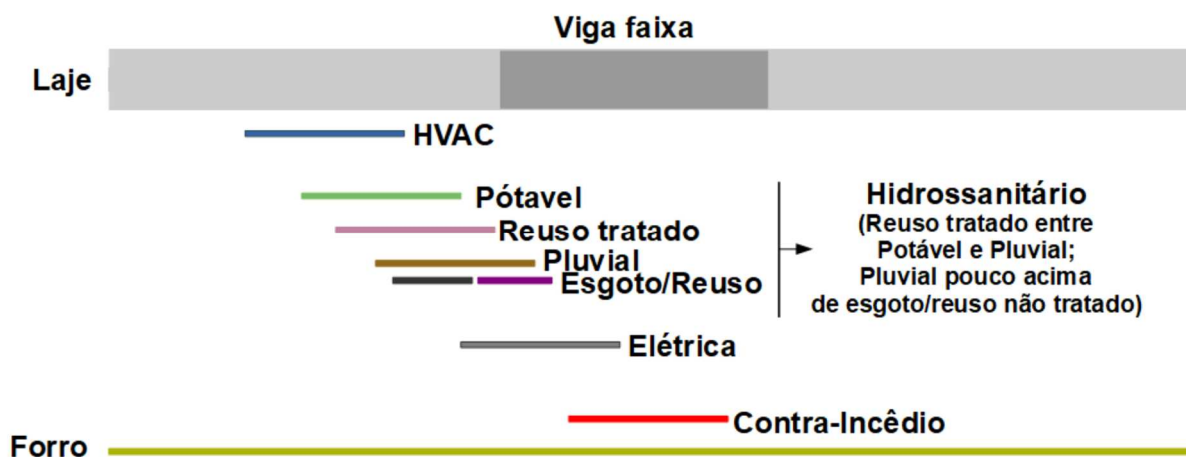 Viga faixa
Laje
HVAC
Pótavel
Reuso tratado
Pluvial
Esgoto/Reuso
Hidrossanitário
(Reuso tratado entre
Potável e Pluvial;
Pluvial pouco acima
de esgoto/reuso não tratado)
Elétrica
Contra-Incêdio
Forro